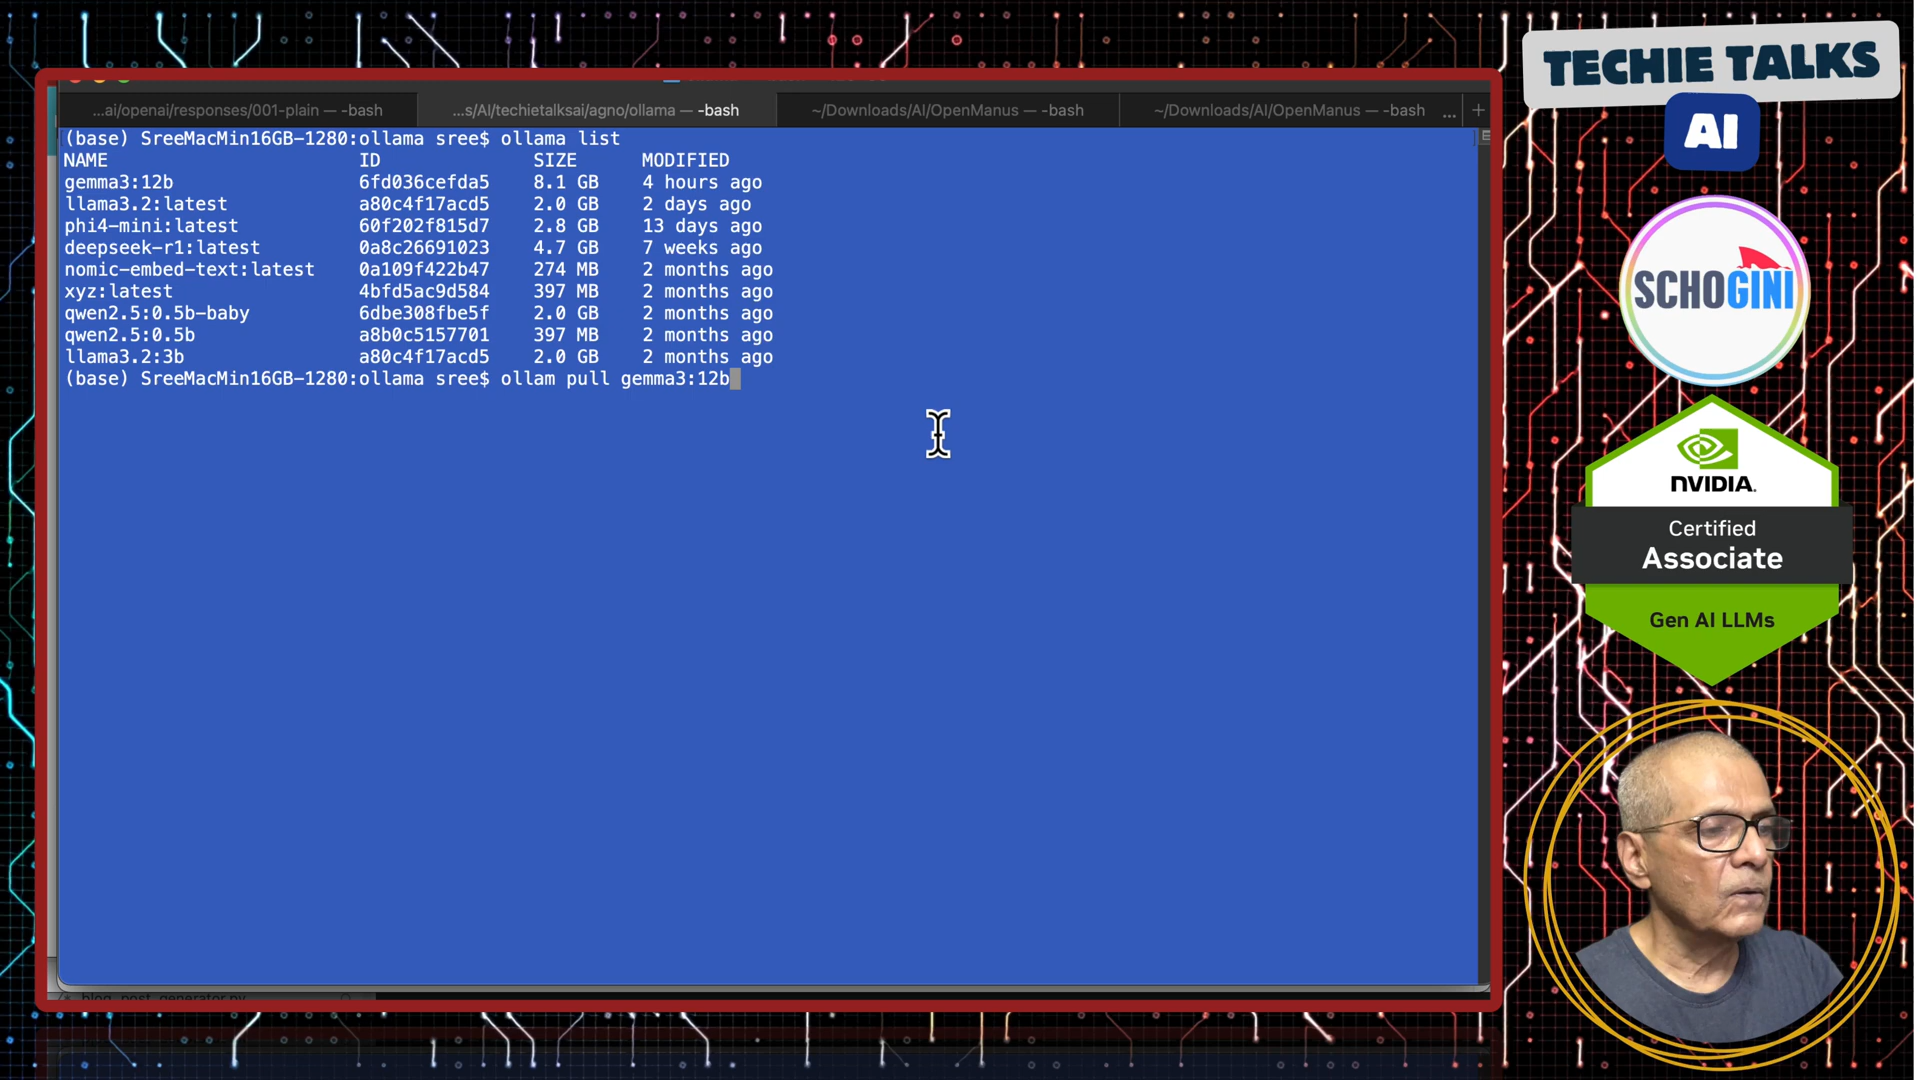 ...ai/openai/responses/001-plain — -bash
...s/AI/techietalksai/agno/ollama — -bash
~/Downloads/AI/OpenManus — -bash
~/Downloads/AI/OpenManus — -bash
... +
(base) SreeMacMin16GB-1280:ollama sree$ ollama list
NAME ID SIZE MODIFIED
gemma3:12b 6fd036cefda5 8.1 GB 4 hours ago
llama3.2:latest a80c4f17acd5 2.0 GB 2 days ago
phi4-mini:latest 60f202f815d7 2.8 GB 13 days ago
deepseek-r1:latest 0a8c26691023 4.7 GB 7 weeks ago
nomic-embed-text:latest 0a109f422b47 274 MB 2 months ago
xyz:latest 4bfd5ac9d584 397 MB 2 months ago
qwen2.5:0.5b-baby 6dbe308fbe5f 2.0 GB 2 months ago
qwen2.5:0.5b a8b0c5157701 397 MB 2 months ago
llama3.2:3b a80c4f17acd5 2.0 GB 2 months ago
(base) SreeMacMin16GB-1280:ollama sree$ ollam pull gemma3:12b
blog_post_generator.py
TECHIE TALKS
AI
SCHOGINI
NVIDIA.
Certified
Associate
Gen AI LLMs